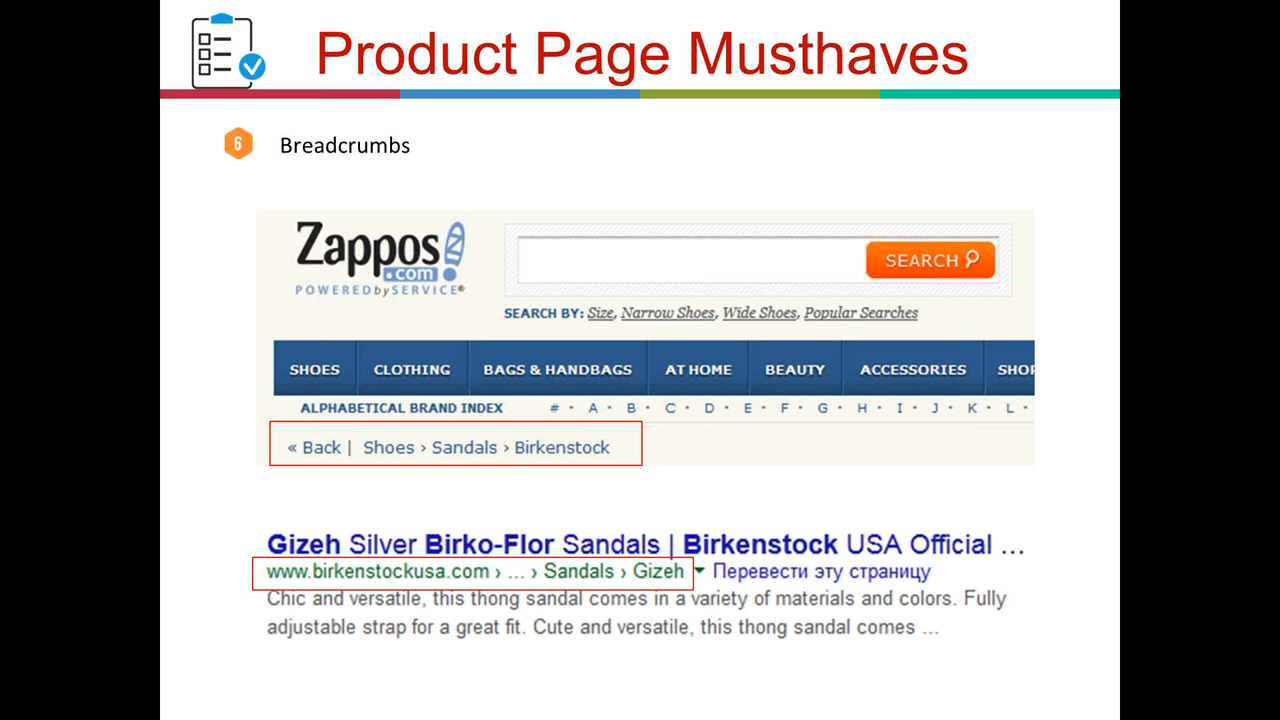 Product Page Musthaves
6 Breadcrumbs
Zappos
.com
POWEREDbySERVICE®
SEARCH
SEARCH BY: Size, Narrow Shoes, Wide Shoes, Popular Searches
SHOES CLOTHING BAGS & HANDBAGS AT HOME BEAUTY ACCESSORIES SHOP
ALPHABETICAL BRAND INDEX # • A • B • C • D • E • F • G • H • I • J • K • L •
« Back | Shoes › Sandals › Birkenstock
Gizeh Silver Birko-Flor Sandals | Birkenstock USA Official ...
www.birkenstockusa.com › ... › Sandals › Gizeh Перевести эту страницу
Chic and versatile, this thong sandal comes in a variety of materials and colors. Fully
adjustable strap for a great fit. Cute and versatile, this thong sandal comes ...